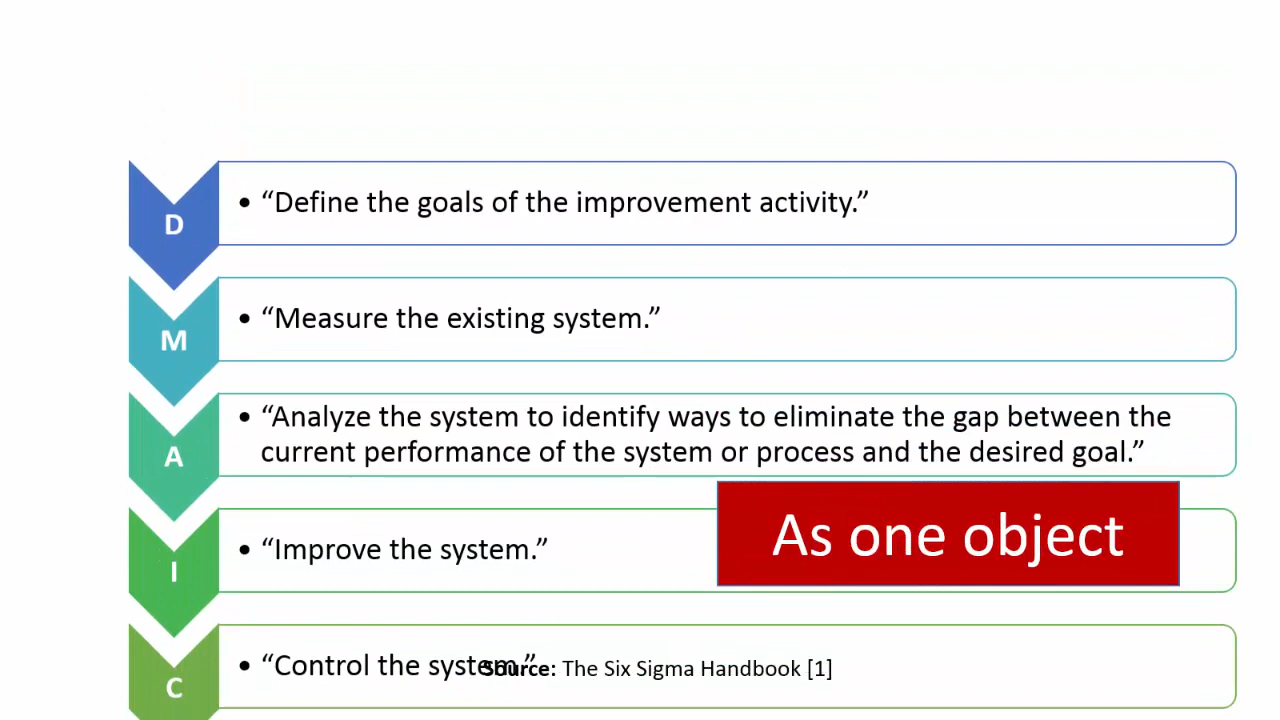 D
• “Define the goals of the improvement activity.”
M
• “Measure the existing system.”
A
• “Analyze the system to identify ways to eliminate the gap between the
current performance of the system or process and the desired goal.”
I
• “Improve the system.”
As one object
C
• “Control the system.”
Source: The Six Sigma Handbook [1]